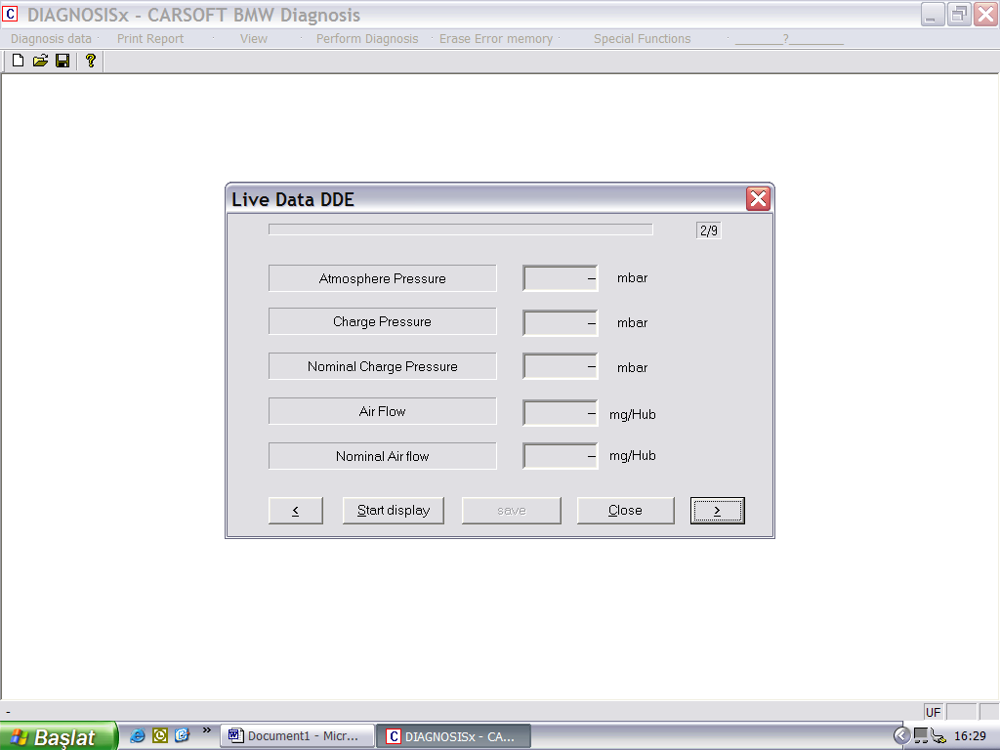 C DIAGNOSISx - CARSOFT BMW Diagnosis
Diagnosis data - Print Report - View - Perform Diagnosis - Erase Error memory - Special Functions - ______?________
?
Live Data DDE
2/9
Atmosphere Pressure – mbar
Charge Pressure – mbar
Nominal Charge Pressure – mbar
Air Flow – mg/Hub
Nominal Air flow – mg/Hub
< Start display save Close >
- UF
Başlat » Document1 - Micr... C DIAGNOSISx - CA... 16:29